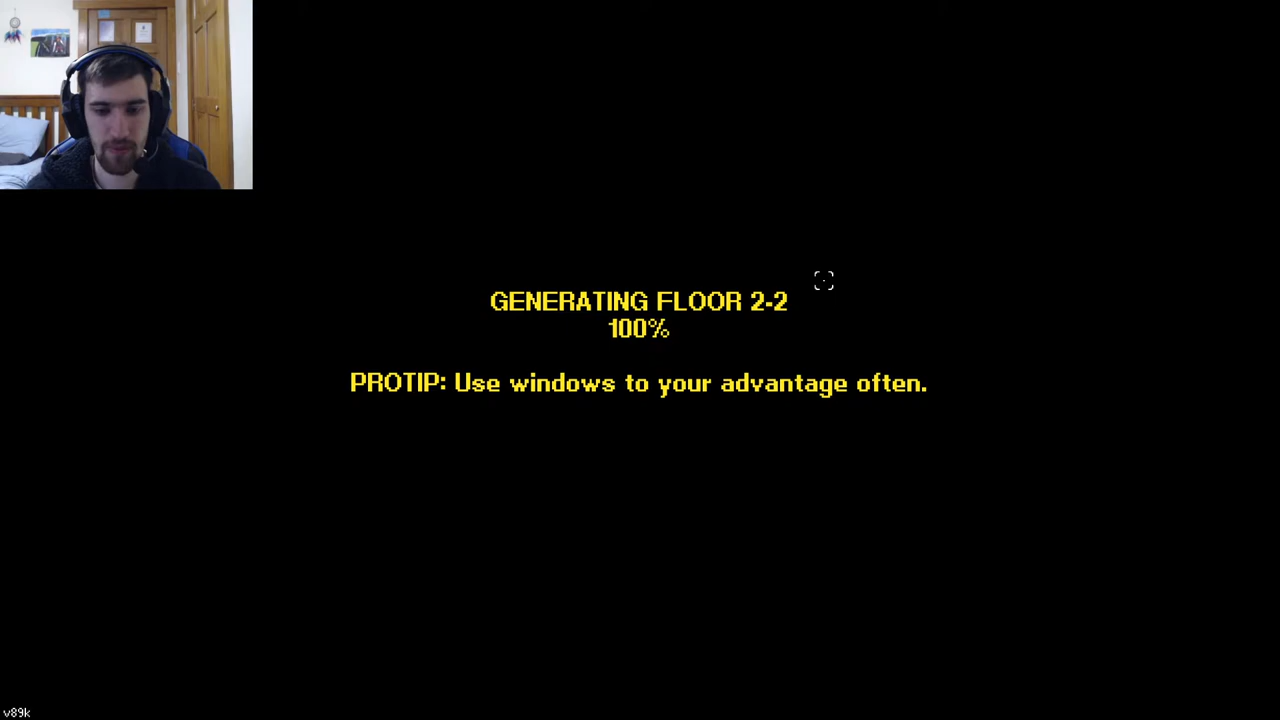 GENERATING FLOOR 2-2
100%
PROTIP: Use windows to your advantage often.
v89k